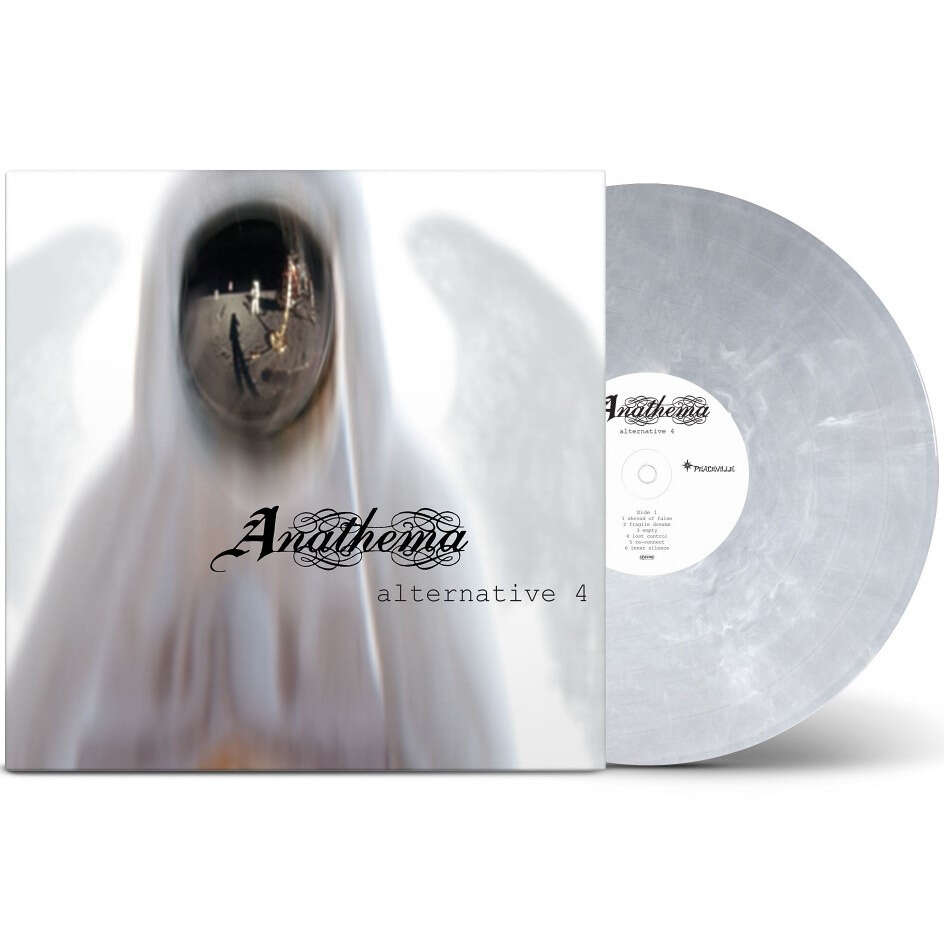 Anathema
alternative 4
Anathema
alternative 4
PEACEVILLE
Side 1
1 shroud of false
2 fragile dreams
3 empty
4 lost control
5 re-connect
6 inner silence